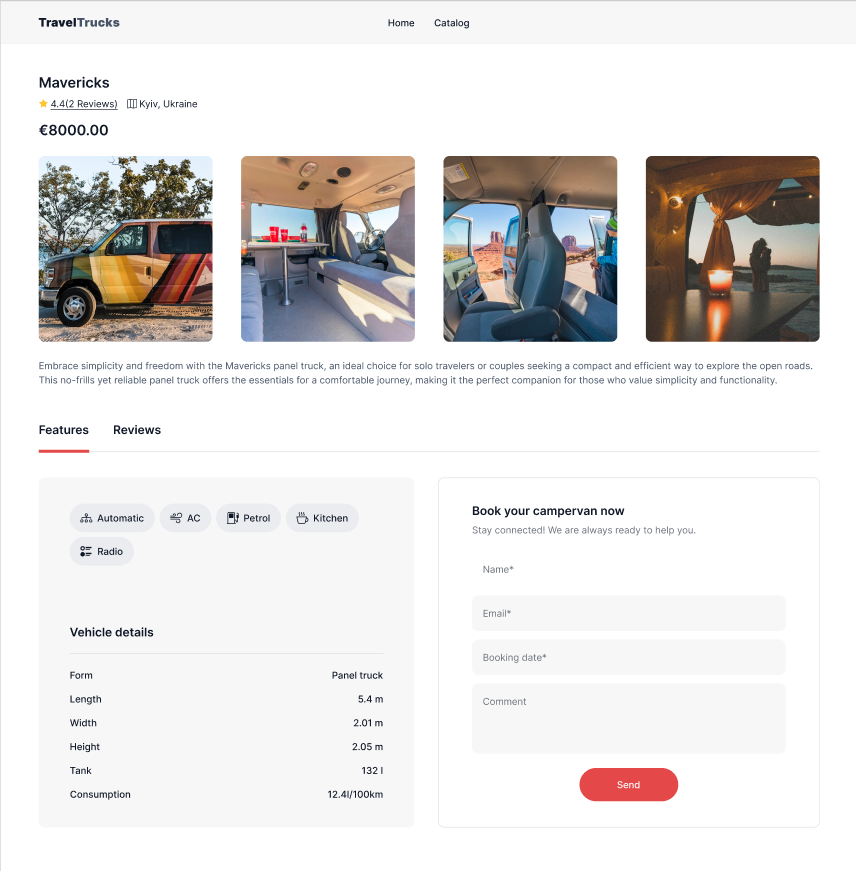 TravelTrucks
Home Catalog
Mavericks
4.4(2 Reviews) Kyiv, Ukraine
€8000.00
Embrace simplicity and freedom with the Mavericks panel truck, an ideal choice for solo travelers or couples seeking a compact and efficient way to explore the open roads.
This no-frills yet reliable panel truck offers the essentials for a comfortable journey, making it the perfect companion for those who value simplicity and functionality.
Features Reviews
Automatic AC Petrol Kitchen
Radio
Vehicle details
Form Panel truck
Length 5.4 m
Width 2.01 m
Height 2.05 m
Tank 132 l
Consumption 12.4l/100km
Book your campervan now
Stay connected! We are always ready to help you.
Name*
Email*
Booking date*
Comment
Send